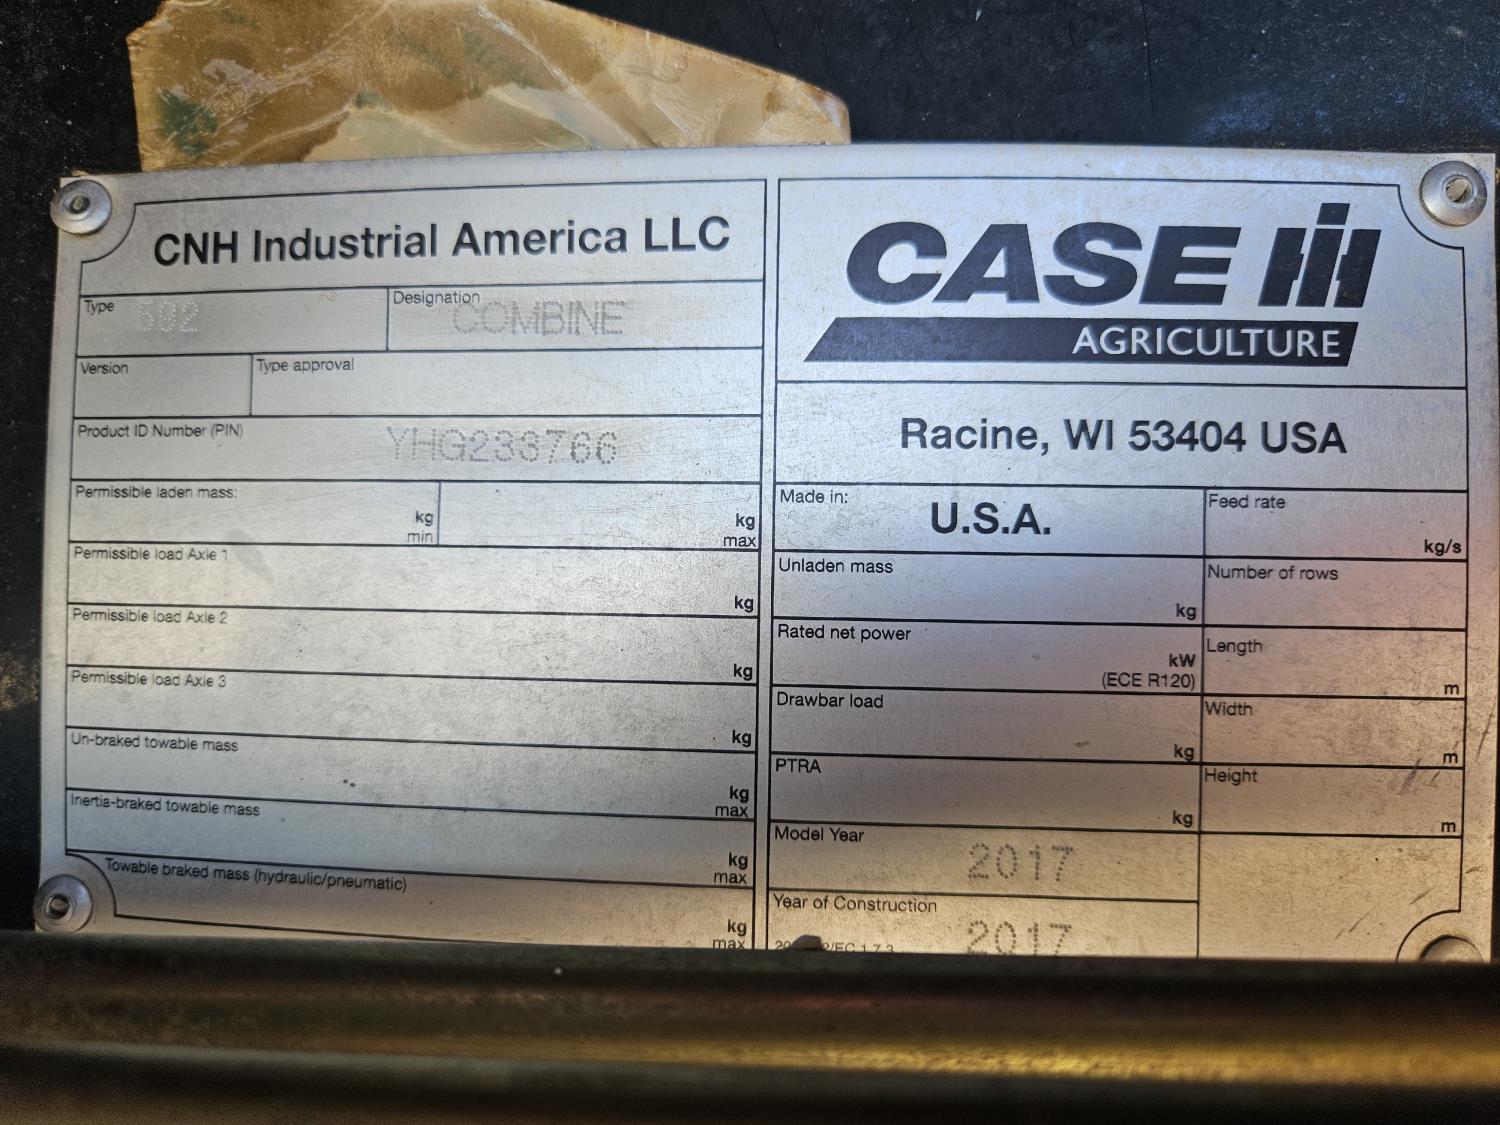 CNH Industrial America LLC
Type 592
Designation COMBINE
Version
Type approval
Product ID Number (PIN) YHG233766
Permissible laden mass:
kg min
kg max
Permissible load Axle 1
kg
Permissible load Axle 2
kg
Permissible load Axle 3
kg
Un-braked towable mass
kg max
Inertia-braked towable mass
kg max
Towable braked mass (hydraulic/pneumatic)
kg max
CASE IH
AGRICULTURE
Racine, WI 53404 USA
Made in: U.S.A.
Feed rate
kg/s
Unladen mass
kg
Number of rows
Rated net power
kW
(ECE R120)
Length
m
Drawbar load
kg
Width
m
PTRA
kg
Height
m
Model Year 2017
Year of Construction 2017